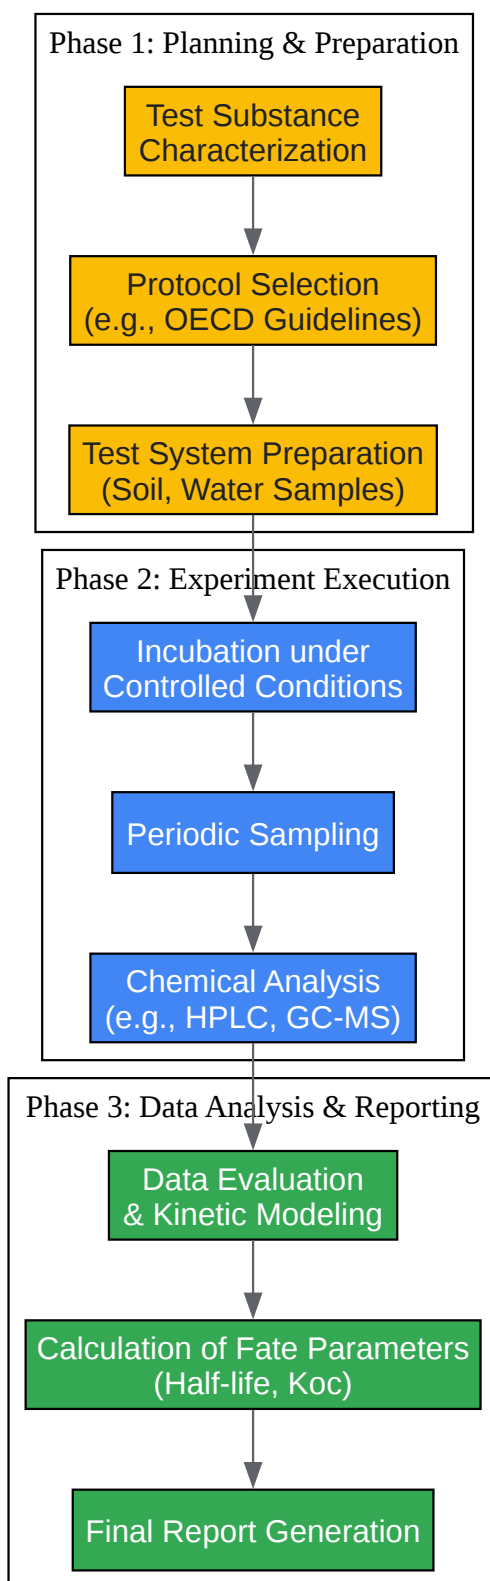 Phase 1: Planning & Preparation
Test Substance
Characterization
Protocol Selection
(e.g., OECD Guidelines)
Test System Preparation
(Soil, Water Samples)
Phase 2: Experiment Execution
Incubation under
Controlled Conditions
Periodic Sampling
Chemical Analysis
(e.g., HPLC, GC-MS)
Phase 3: Data Analysis & Reporting
Data Evaluation
& Kinetic Modeling
Calculation of Fate Parameters
(Half-life, Koc)
Final Report Generation